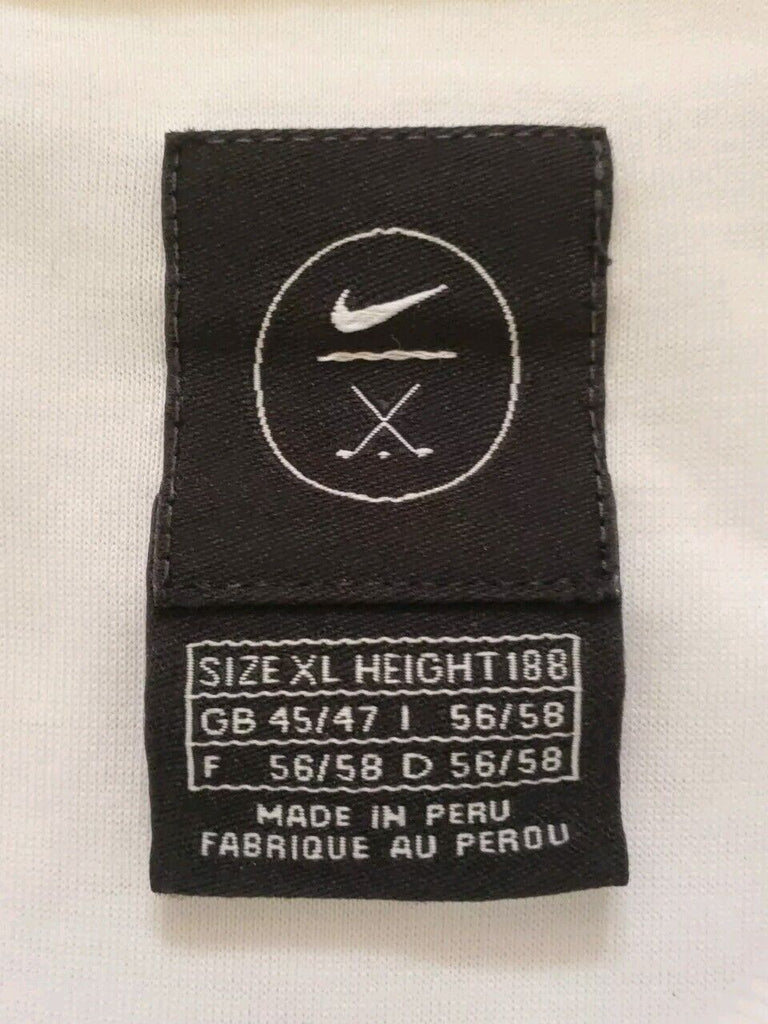 SIZE XL HEIGHT 188
GB 45/47 I 56/58
F 56/58 D 56/58
MADE IN PERU
FABRIQUE AU PEROU